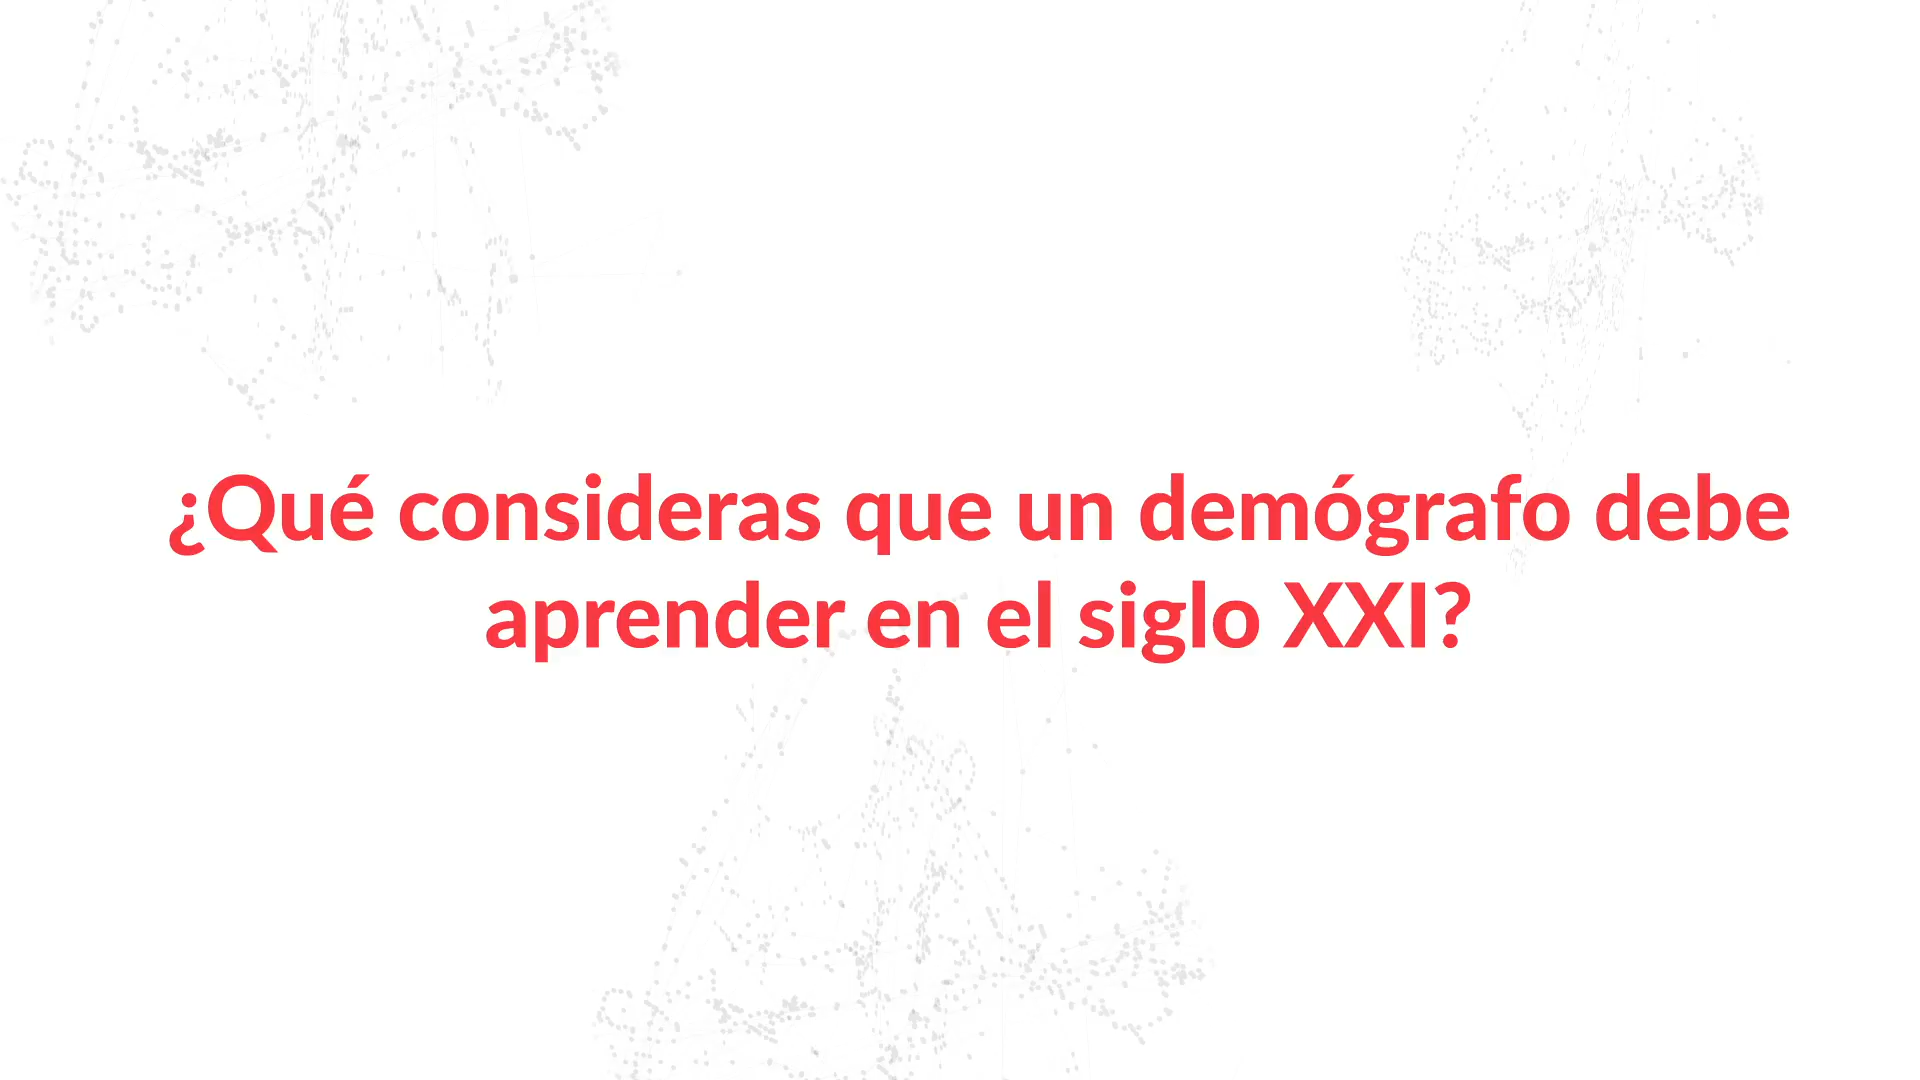 ¿Qué consideras que un demógrafo debe
aprender en el siglo XXI?